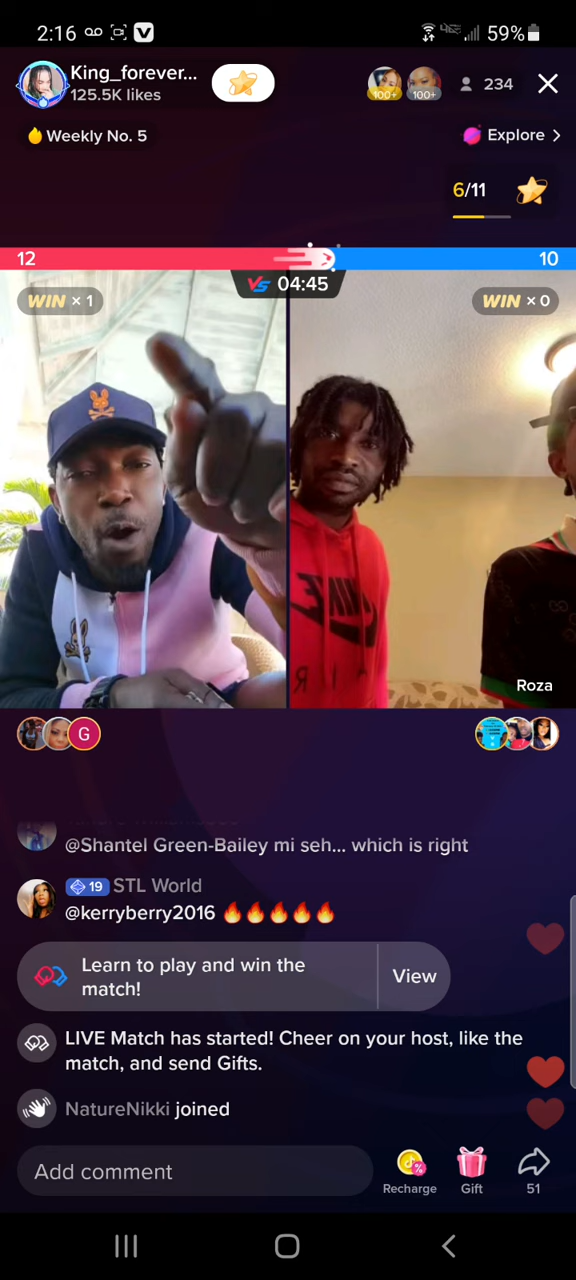 2:16
59%
King_forever...
125.5K likes
100+
100+
234
Weekly No. 5
Explore >
6/11
12
10
VS 04:45
WIN x 1
WIN x 0
Roza
G
@Shantel Green-Bailey mi seh... which is right
19 STL World
@kerryberry2016 🔥🔥🔥🔥🔥
Learn to play and win the
match!
View
LIVE Match has started! Cheer on your host, like the
match, and send Gifts.
NatureNikki joined
Add comment
Recharge
Gift
51